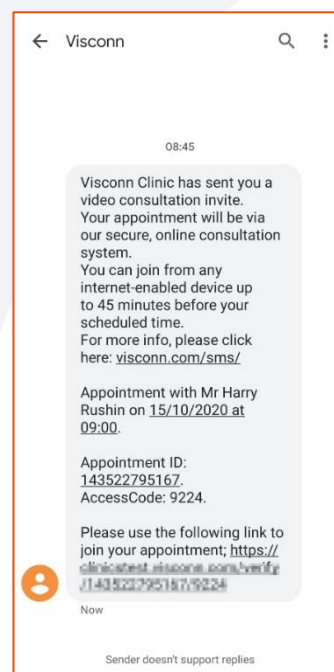 Visconn
08:45
Visconn Clinic has sent you a
video consultation invite.
Your appointment will be via
our secure, online consultation
system.
You can join from any
internet-enabled device up
to 45 minutes before your
scheduled time.
For more info, please click
here: visconn.com/sms/
Appointment with Mr Harry
Rushin on 15/10/2020 at
09:00.
Appointment ID:
143522795167.
AccessCode: 9224.
Please use the following link to
join your appointment; https://
Now
Sender doesn't support replies